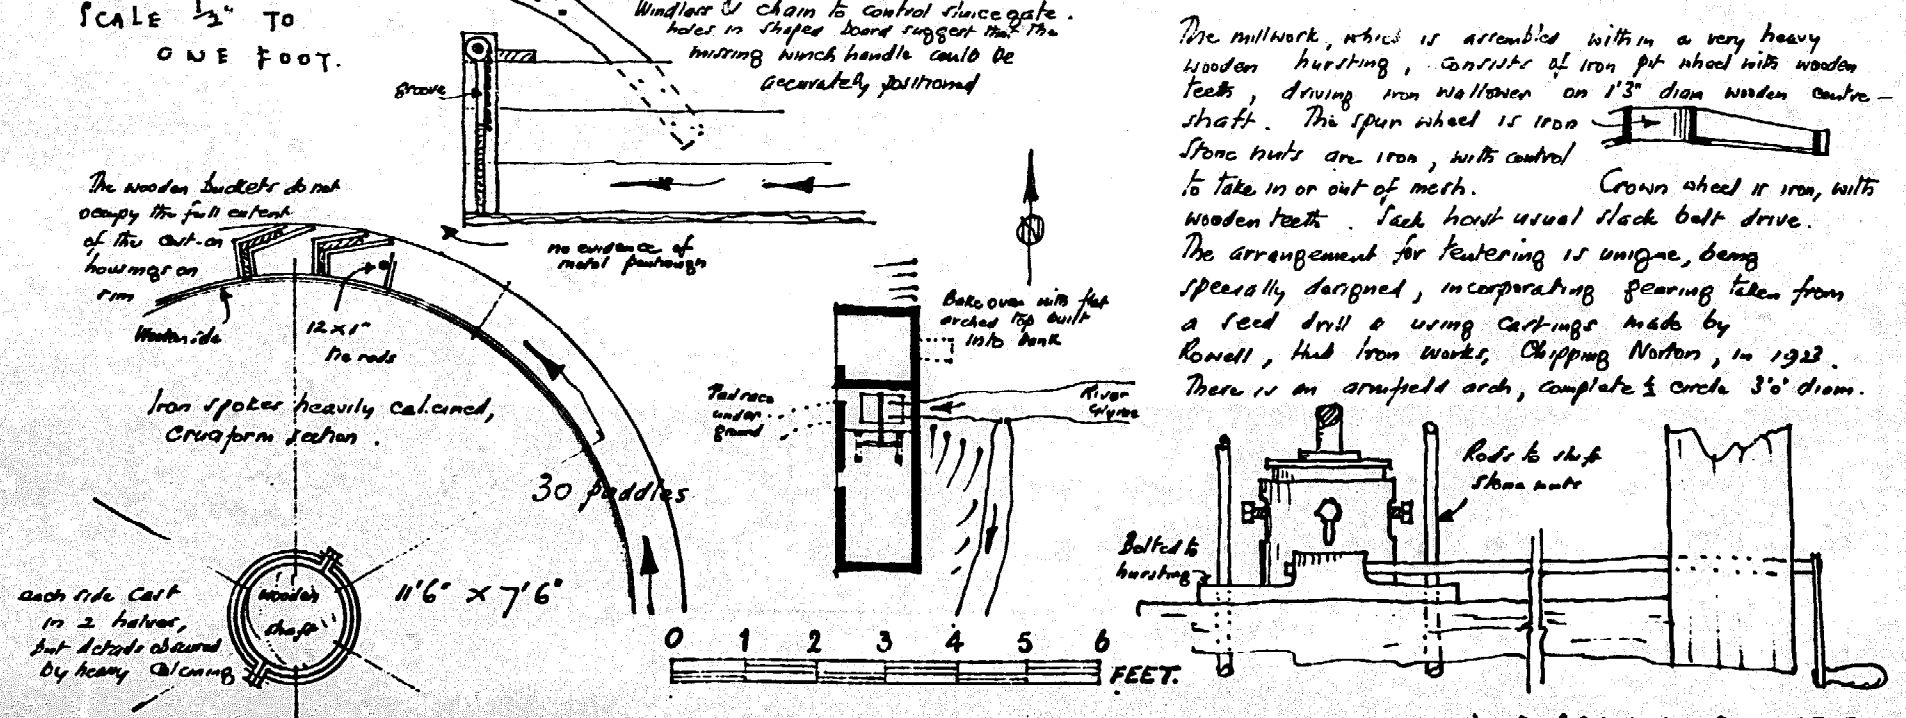 SCALE ½" TO
ONE FOOT.
Windlass & chain to control sluice gate.
holes in shaped board suggest that the
missing winch handle could be
accurately positioned
groove
The wooden buckets do not
occupy the full extent
of the cast-on
housings on
rim
no evidence of
metal pentrough
Woodenside
12 x 1"
tie rods
Iron spokes heavily calcined,
cruciform section.
30 paddles
each side cast
in 2 halves,
but details obscured
by heavy calcining
wooden
shaft
11'6" x 7'6"
N
Bake oven with flat
arched top built
into bank
Tailrace
under
ground
River
Glyme
0 1 2 3 4 5 6
FEET.
The millwork, which is assembled within a very heavy
wooden hursting, consists of iron pit wheel with wooden
teeth, driving iron wallower on 1'3" diam wooden centre-
shaft. The spur wheel is iron
Stone nuts are iron, with control
to take in or out of mesh. Crown wheel is iron, with
wooden teeth. Sack hoist usual slack belt drive.
The arrangement for tentering is unique, being
specially designed, incorporating gearing taken from
a seed drill & using castings made by
Rowell, Hub Iron Works, Chipping Norton, in 1923.
There is an armfield arch, complete ½ circle 3'0" diam.
Rods to shift
stone nuts
Bolted to
hursting